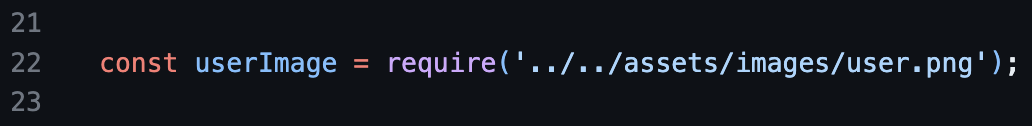 21
22 const userImage = require('../../assets/images/user.png');
23